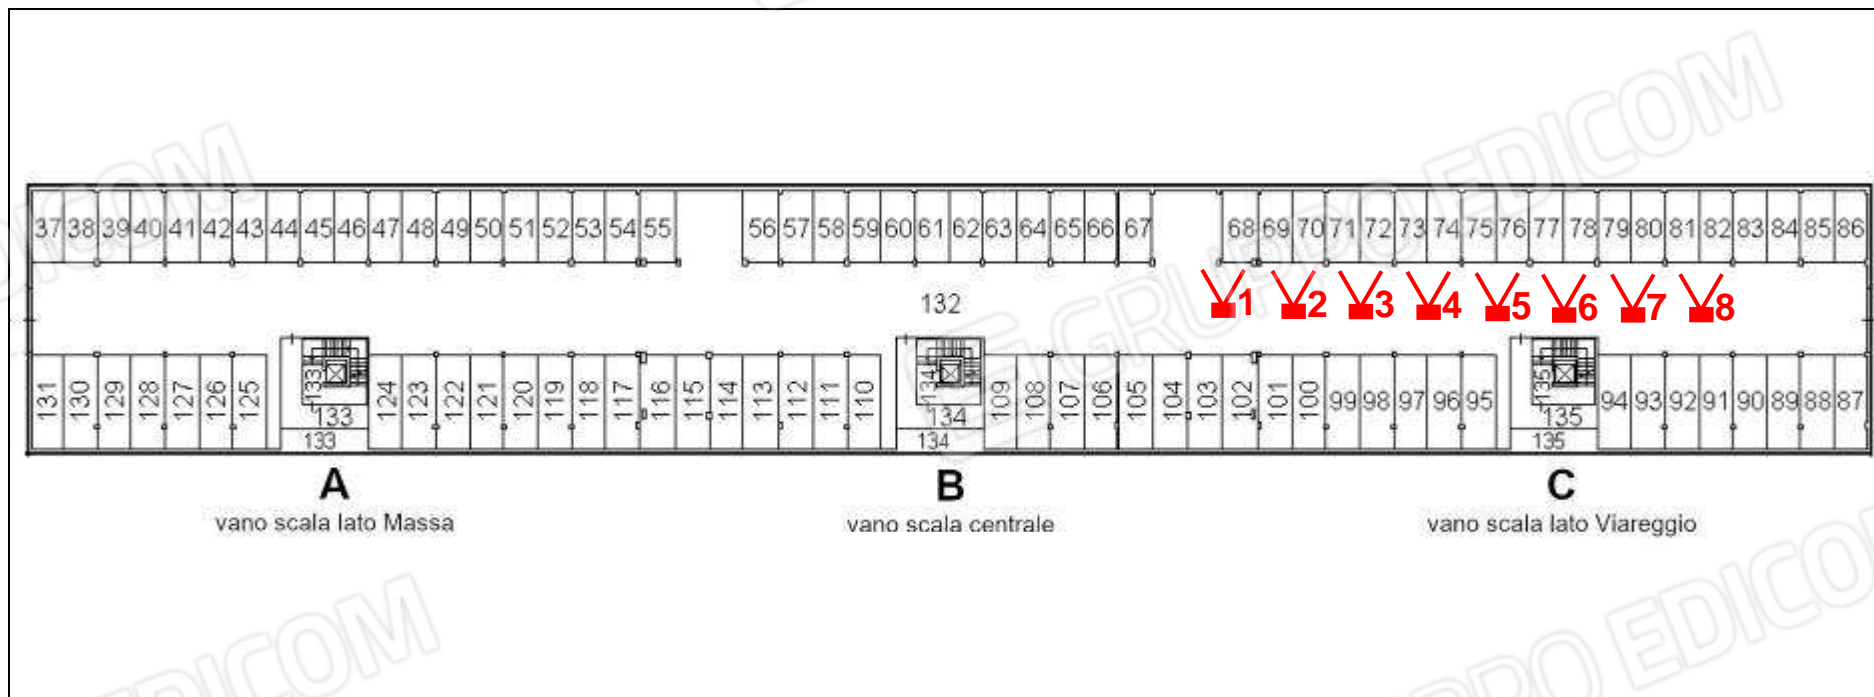 37 38 39 40 41 42 43 44 45 46 47 48 49 50 51 52 53 54 55 56 57 58 59 60 61 62 63 64 65 66 67 68 69 70 71 72 73 74 75 76 77 78 79 80 81 82 83 84 85 86
132
1 2 3 4 5 6 7 8
131 130 129 128 127 126 125 133 124 123 122 121 120 119 118 117 116 115 114 113 112 111 110 134 109 108 107 106 105 104 103 102 101 100 99 98 97 96 95 135 94 93 92 91 90 89 88 87
133 134 135
133 134 135
A B C
vano scala lato Massa vano scala centrale vano scala lato Viareggio
GRUPPO EDICOM
EDICOM
EDICOM
GRUPPO EDICOM